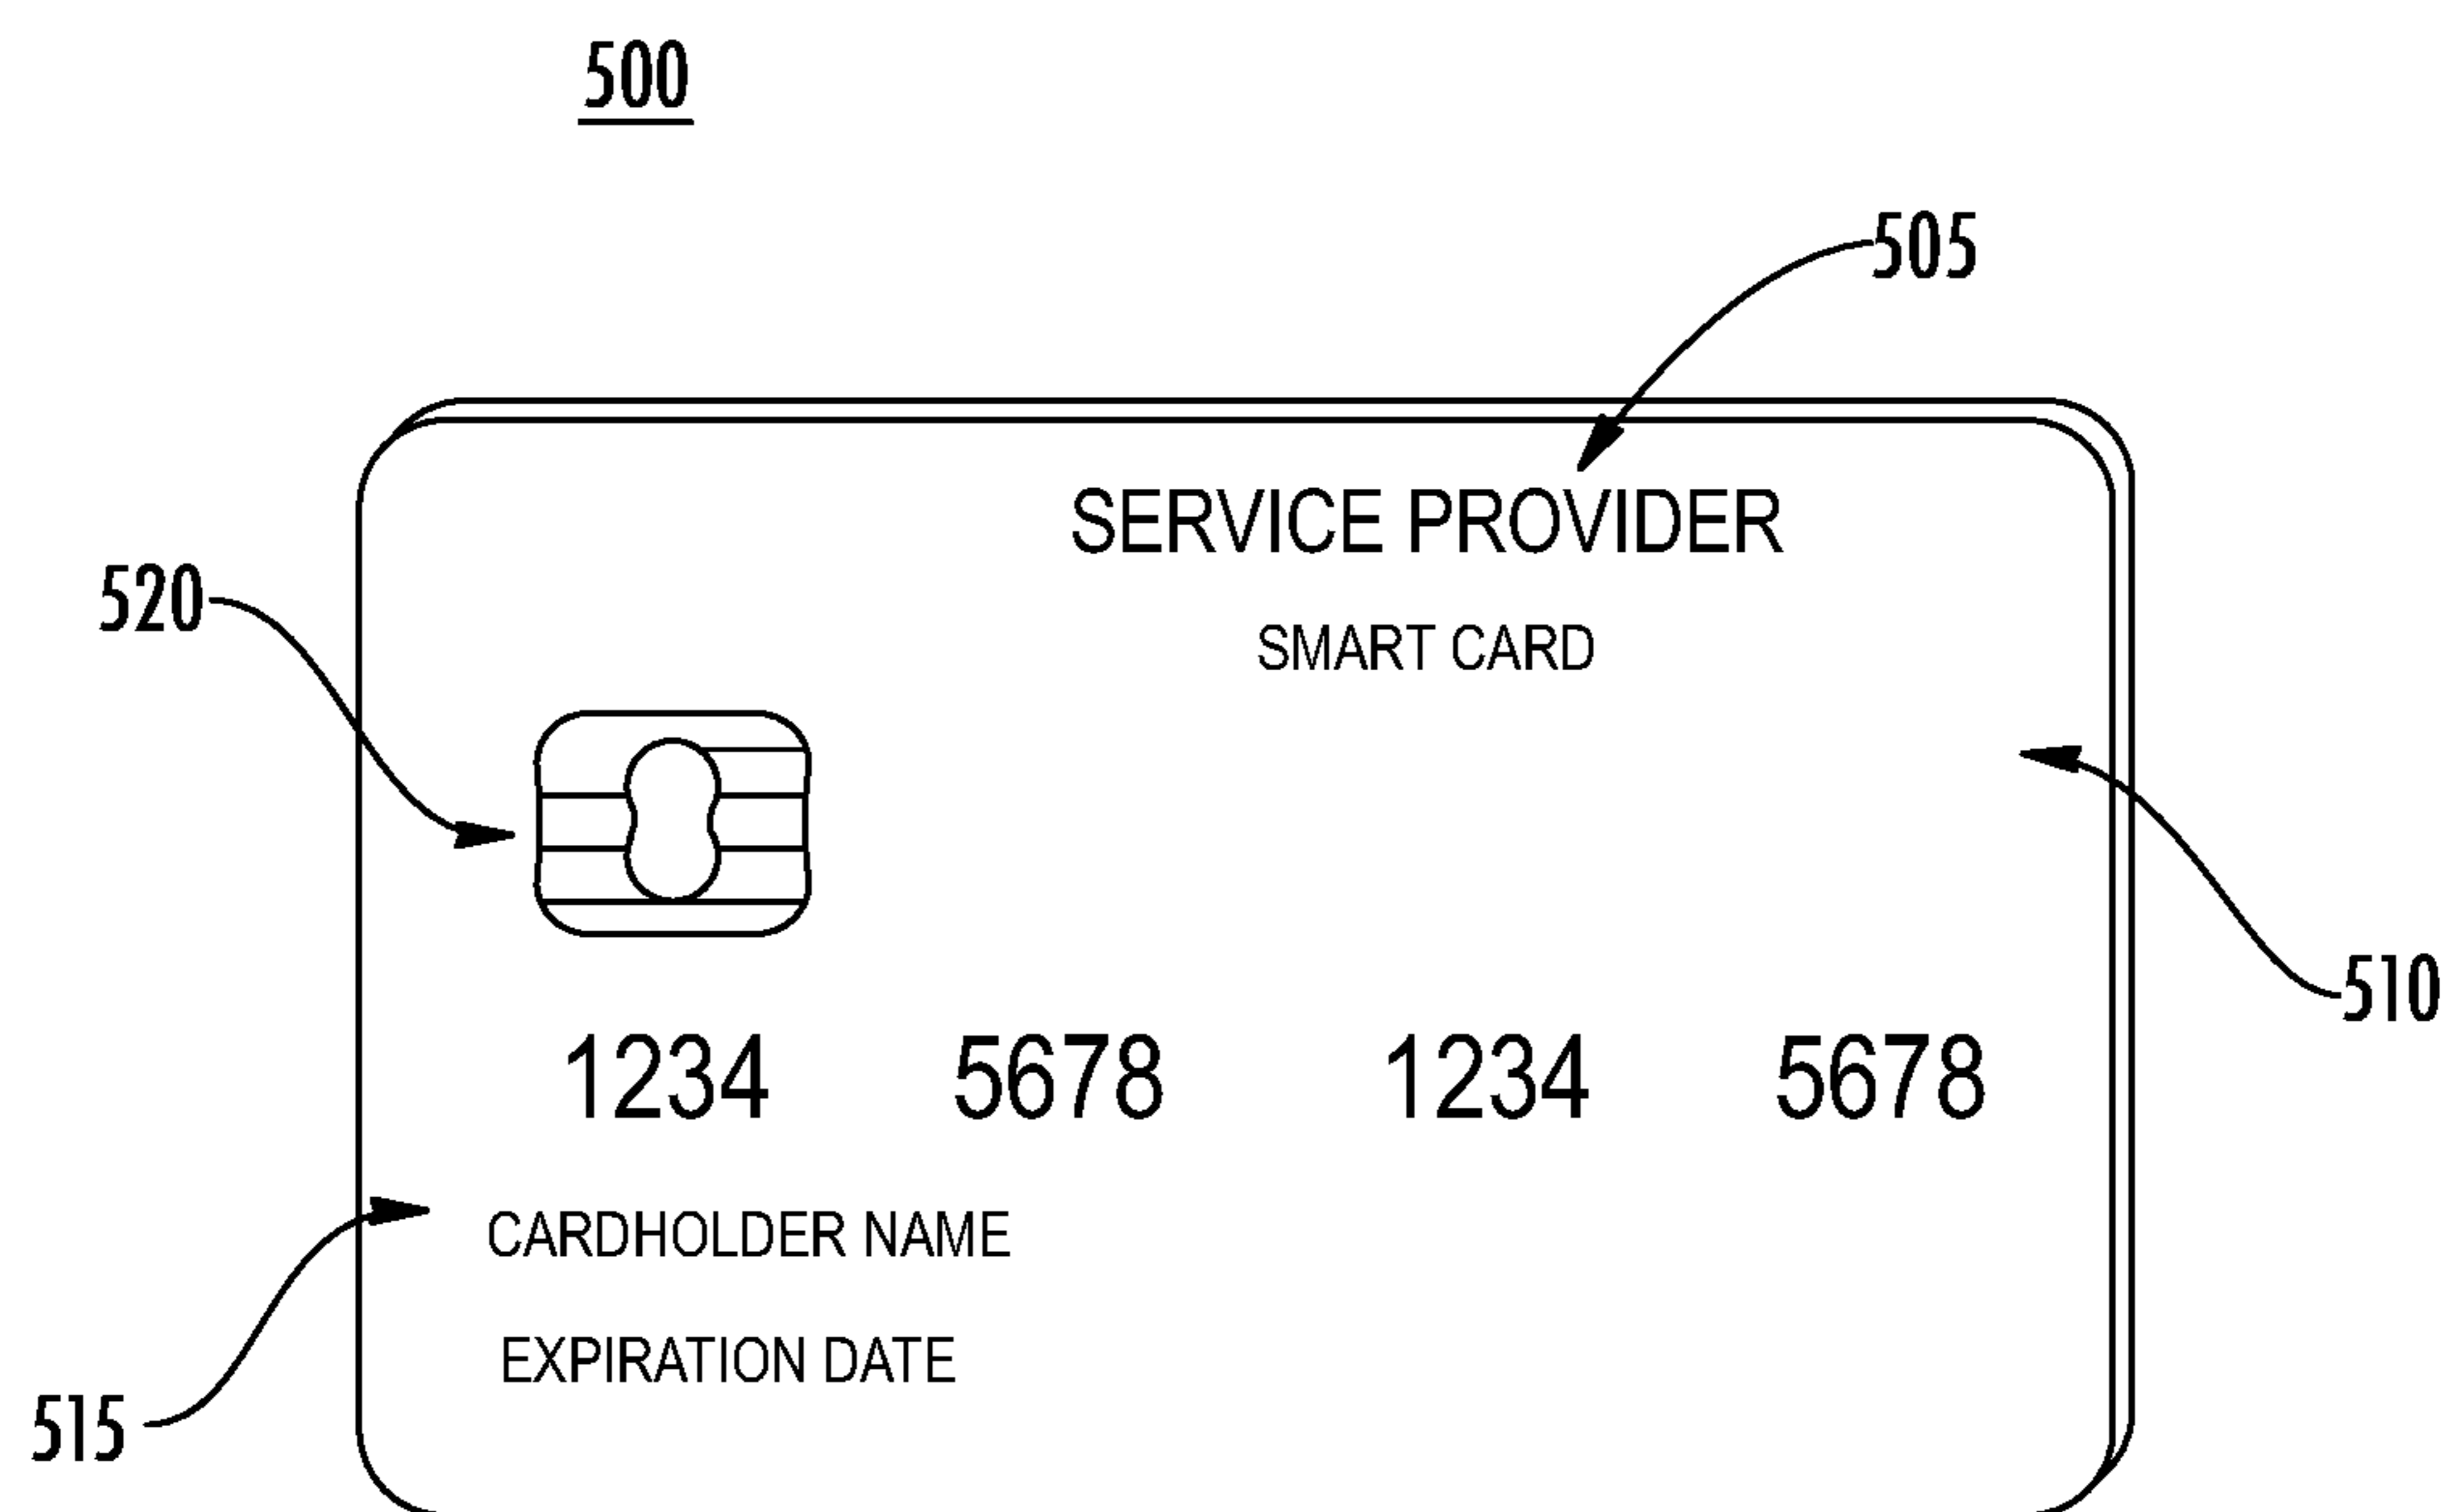 500
505
SERVICE PROVIDER
520
SMART CARD
510
1234 5678 1234 5678
CARDHOLDER NAME
EXPIRATION DATE
515